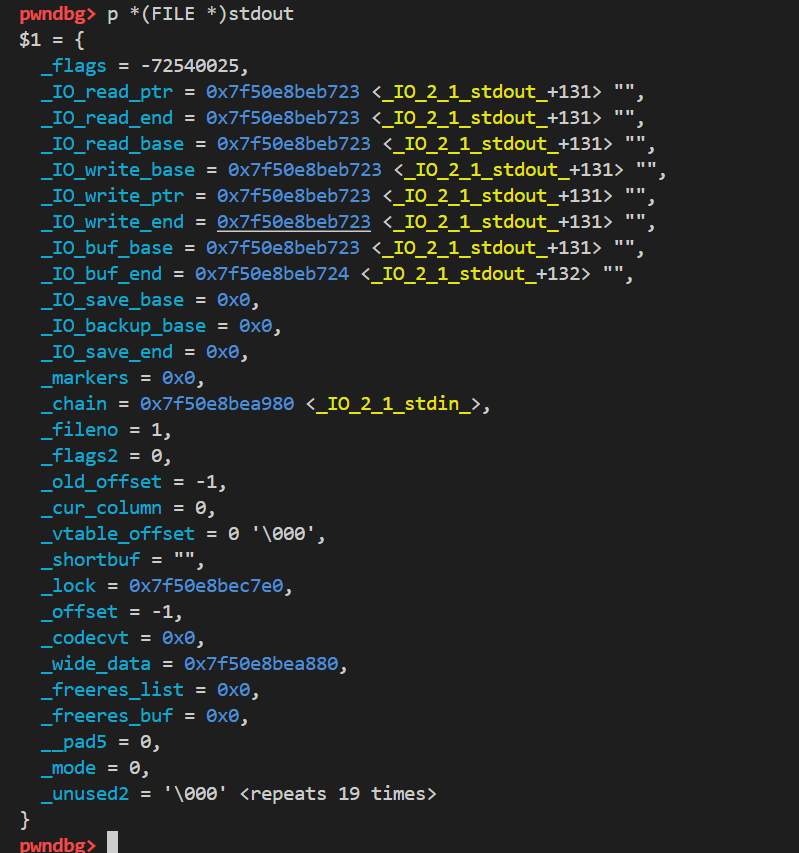 pwndbg> p *(FILE *)stdout
$1 = {
  _flags = -72540025,
  _IO_read_ptr = 0x7f50e8beb723 <_IO_2_1_stdout_+131> "",
  _IO_read_end = 0x7f50e8beb723 <_IO_2_1_stdout_+131> "",
  _IO_read_base = 0x7f50e8beb723 <_IO_2_1_stdout_+131> "",
  _IO_write_base = 0x7f50e8beb723 <_IO_2_1_stdout_+131> "",
  _IO_write_ptr = 0x7f50e8beb723 <_IO_2_1_stdout_+131> "",
  _IO_write_end = 0x7f50e8beb723 <_IO_2_1_stdout_+131> "",
  _IO_buf_base = 0x7f50e8beb723 <_IO_2_1_stdout_+131> "",
  _IO_buf_end = 0x7f50e8beb724 <_IO_2_1_stdout_+132> "",
  _IO_save_base = 0x0,
  _IO_backup_base = 0x0,
  _IO_save_end = 0x0,
  _markers = 0x0,
  _chain = 0x7f50e8bea980 <_IO_2_1_stdin_>,
  _fileno = 1,
  _flags2 = 0,
  _old_offset = -1,
  _cur_column = 0,
  _vtable_offset = 0 '\000',
  _shortbuf = "",
  _lock = 0x7f50e8bec7e0,
  _offset = -1,
  _codecvt = 0x0,
  _wide_data = 0x7f50e8bea880,
  _freeres_list = 0x0,
  _freeres_buf = 0x0,
  __pad5 = 0,
  _mode = 0,
  _unused2 = '\000' <repeats 19 times>
}
pwndbg>